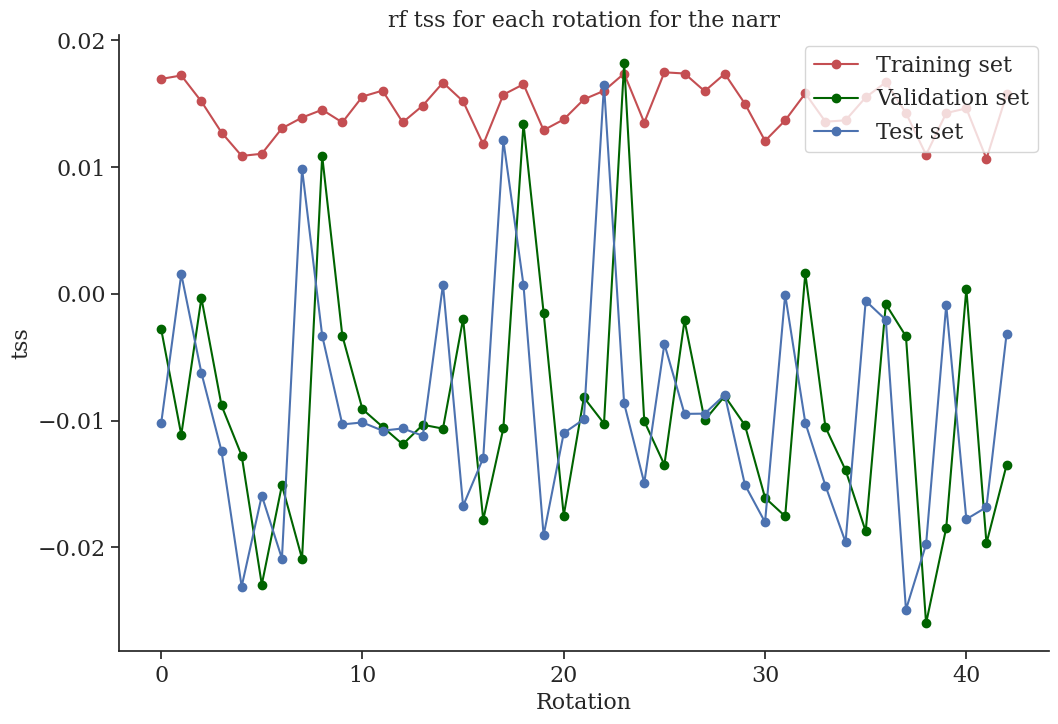 rf tss for each rotation for the narr
0.02
0.01
0.00
−0.01
−0.02
tss
Training set
Validation set
Test set
0 10 20 30 40
Rotation